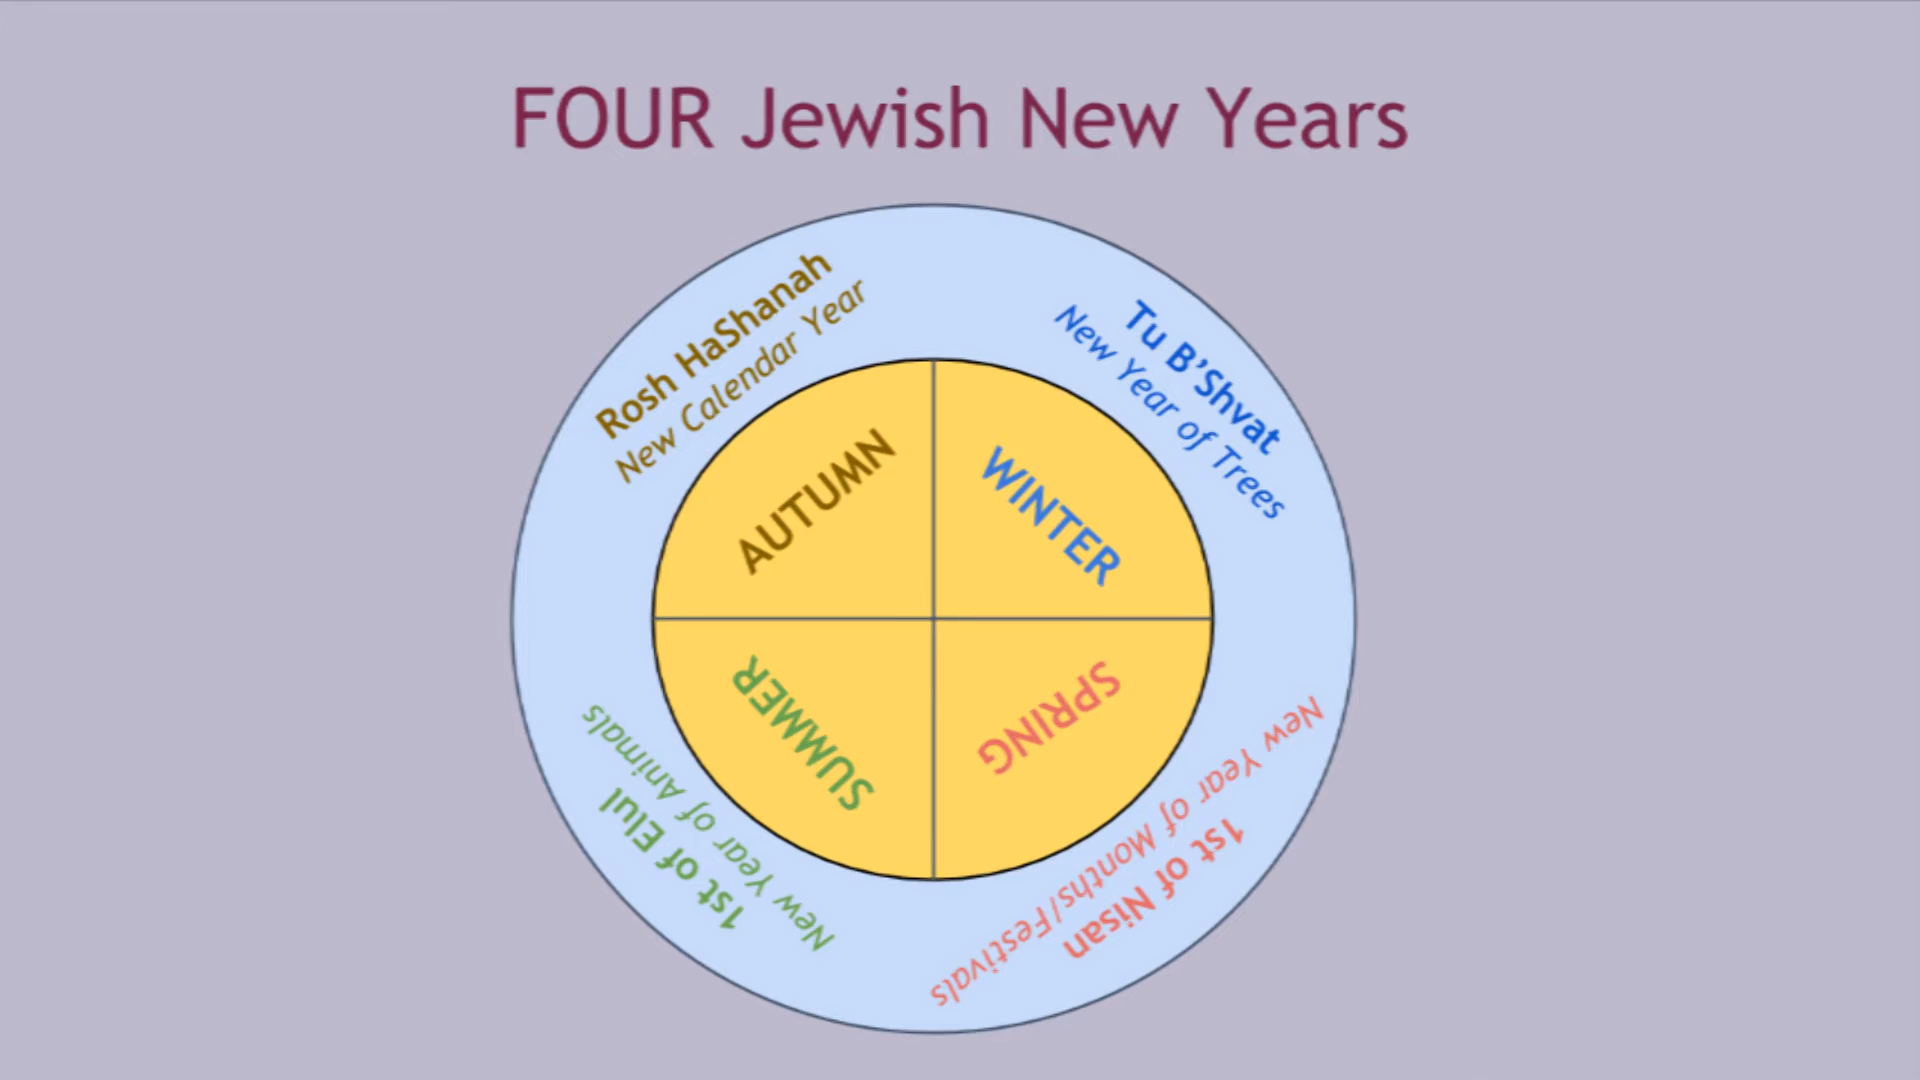 FOUR Jewish New Years
Rosh HaShanah
New Calendar Year
Tu B’Shvat
New Year of Trees
AUTUMN
WINTER
SPRING
SUMMER
1st of Nisan
New Year of Months/Festivals
1st of Elul
New Year of Animals